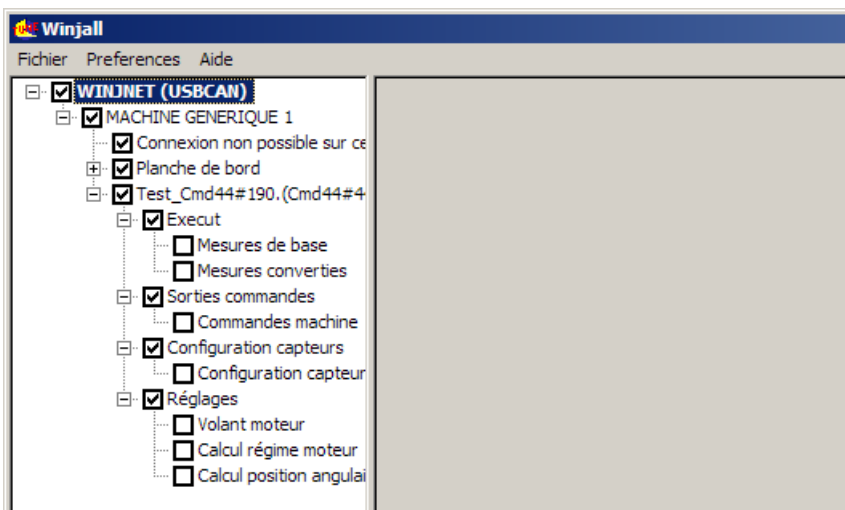 Winjall
Fichier Preferences Aide
WINJNET (USBCAN)
MACHINE GENERIQUE 1
Connexion non possible sur ce
Planche de bord
Test_Cmd44#190.(Cmd44#4
Execut
Mesures de base
Mesures converties
Sorties commandes
Commandes machine
Configuration capteurs
Configuration capteur
Réglages
Volant moteur
Calcul régime moteur
Calcul position angulai